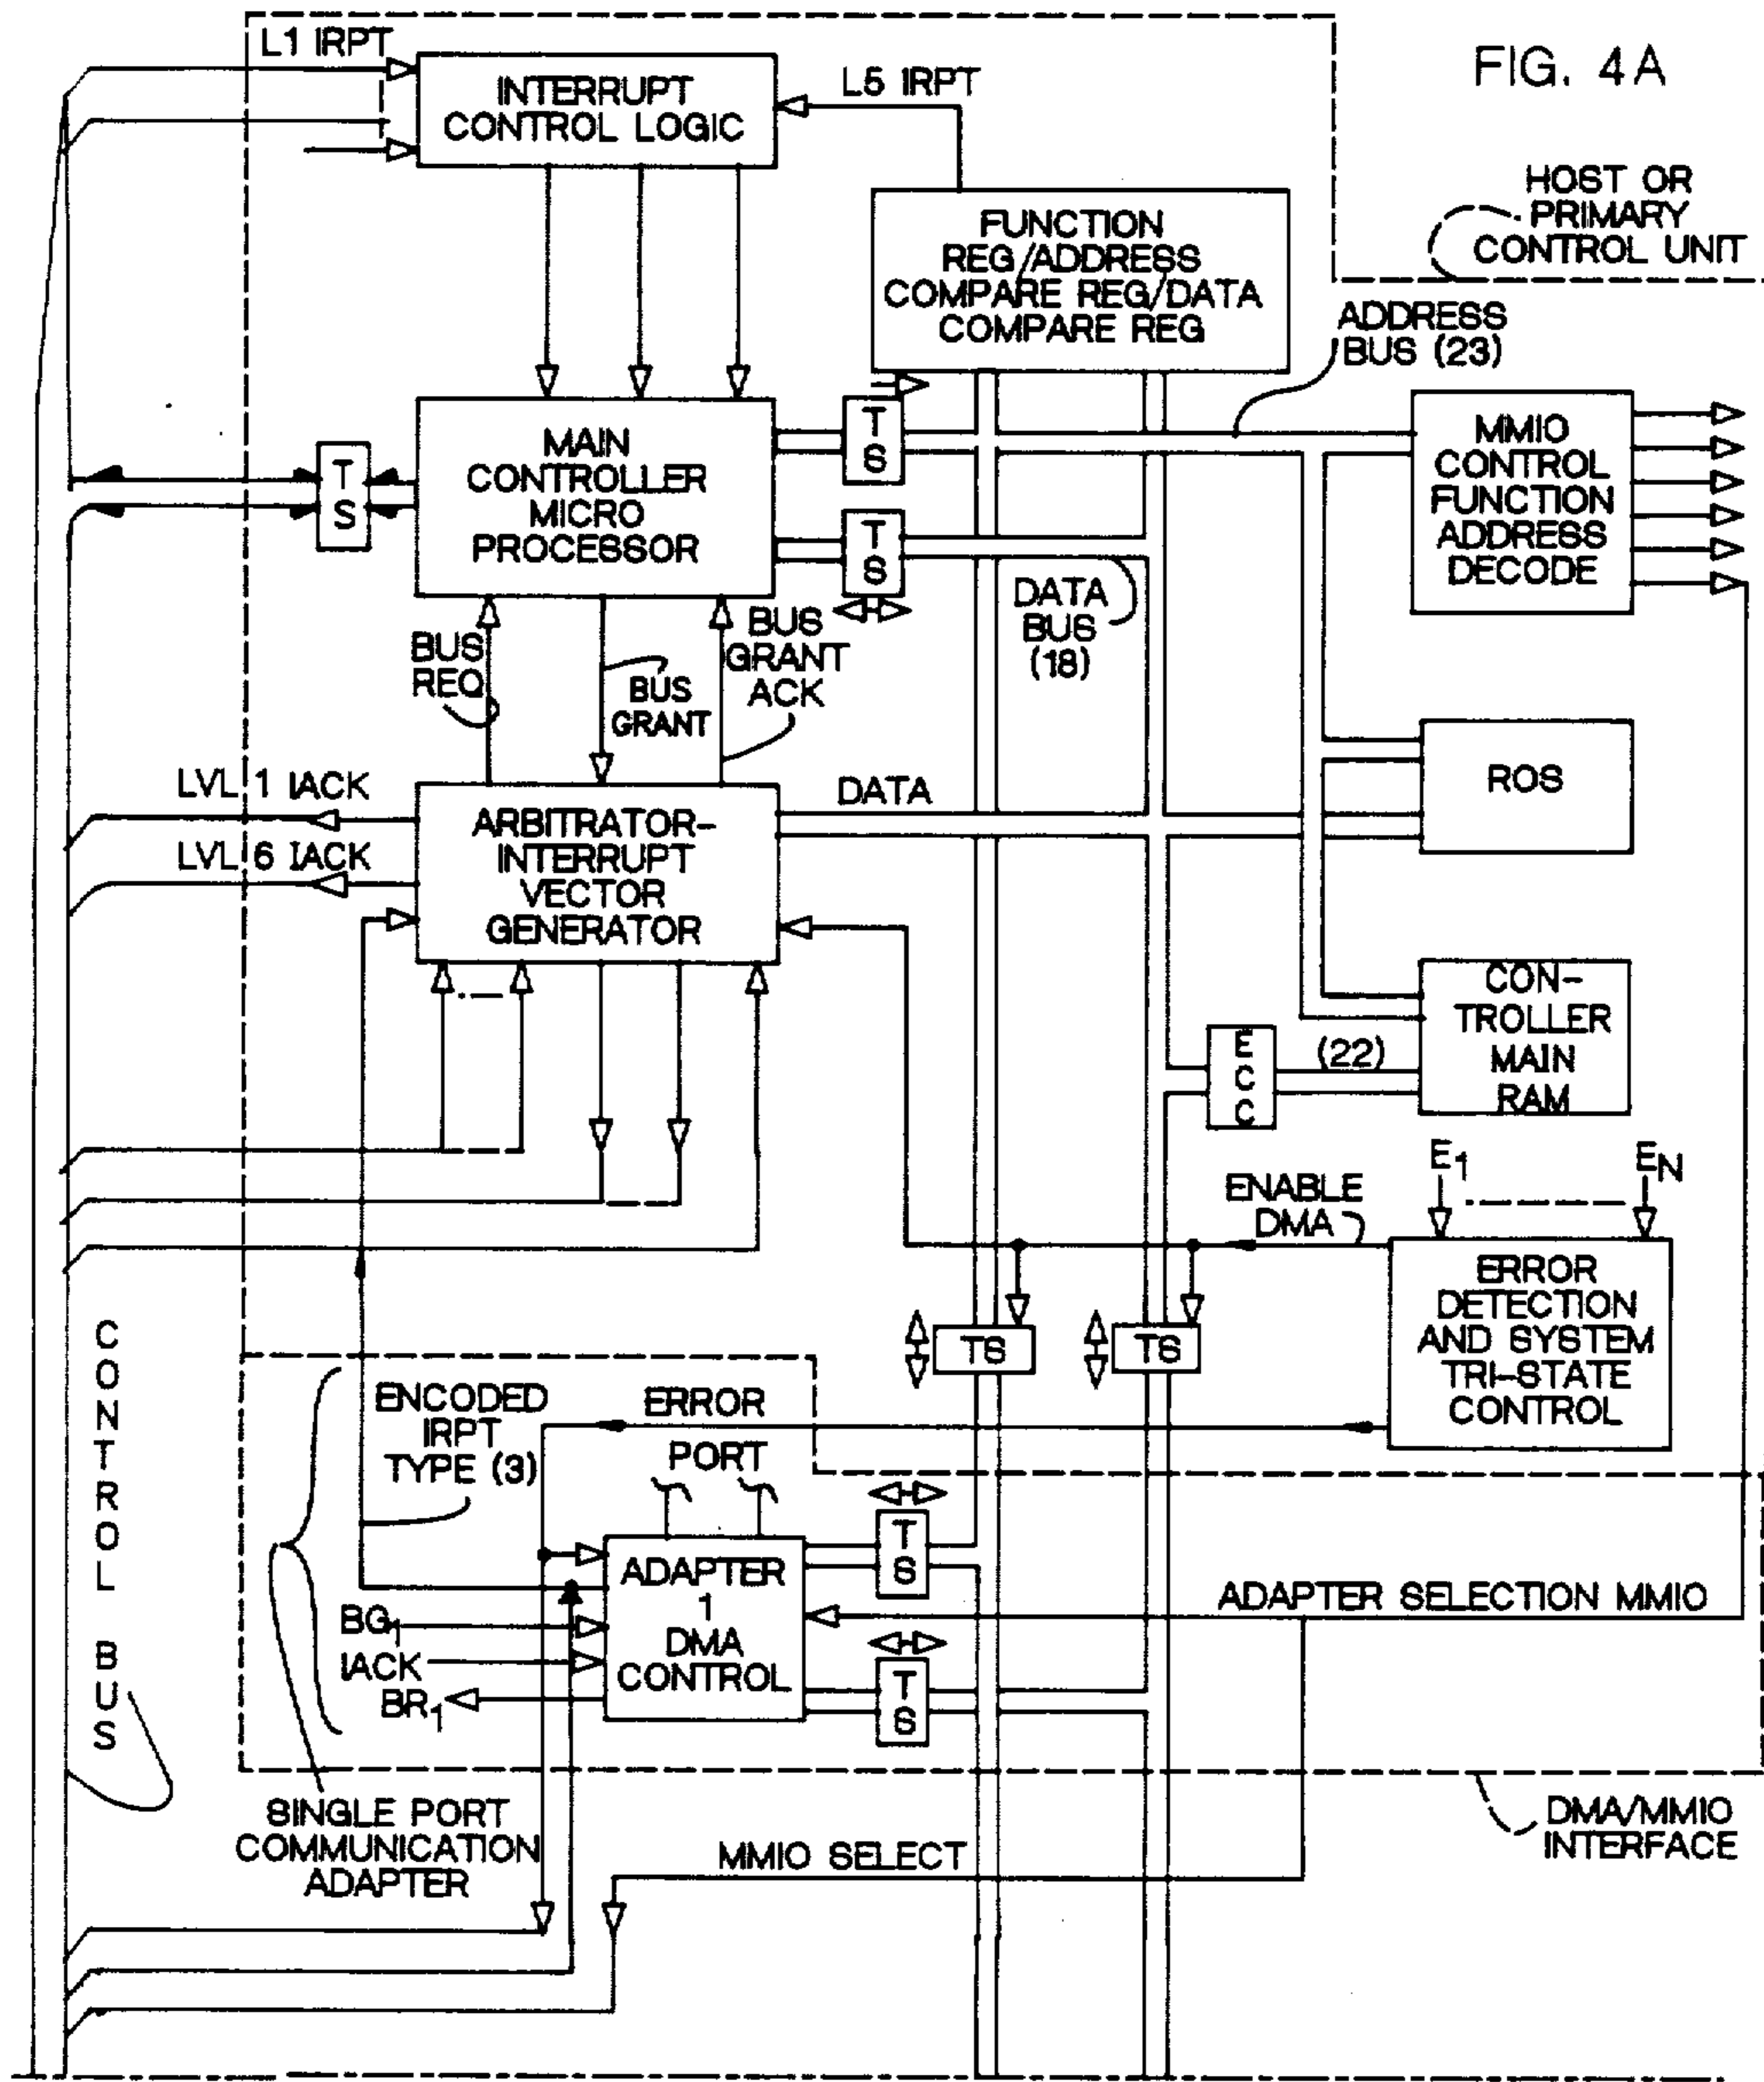 FIG. 4A
L1 IRPT
INTERRUPT
CONTROL LOGIC
L5 IRPT
HOST OR
PRIMARY
CONTROL UNIT
FUNCTION
REG/ADDRESS
COMPARE REG/DATA
COMPARE REG
ADDRESS
BUS (23)
T
S
MAIN
CONTROLLER
MICRO
PROCESSOR
T
S
T
S
MMIO
CONTROL
FUNCTION
ADDRESS
DECODE
DATA
BUS
(18)
BUS
REQ
BUS
GRANT
BUS
GRANT
ACK
LVL 1 IACK
LVL 6 IACK
ARBITRATOR-
INTERRUPT
VECTOR
GENERATOR
DATA
ROS
CON-
TROLLER
MAIN
RAM
E
C
C
(22)
E1
EN
ENABLE
DMA
ERROR
DETECTION
AND SYSTEM
TRI-STATE
CONTROL
TS
TS
CONTROL BUS
ENCODED
IRPT
TYPE (3)
ERROR
PORT
ADAPTER
1
DMA
CONTROL
T
S
T
S
BG1
IACK
BR1
ADAPTER SELECTION MMIO
SINGLE PORT
COMMUNICATION
ADAPTER
MMIO SELECT
DMA/MMIO
INTERFACE